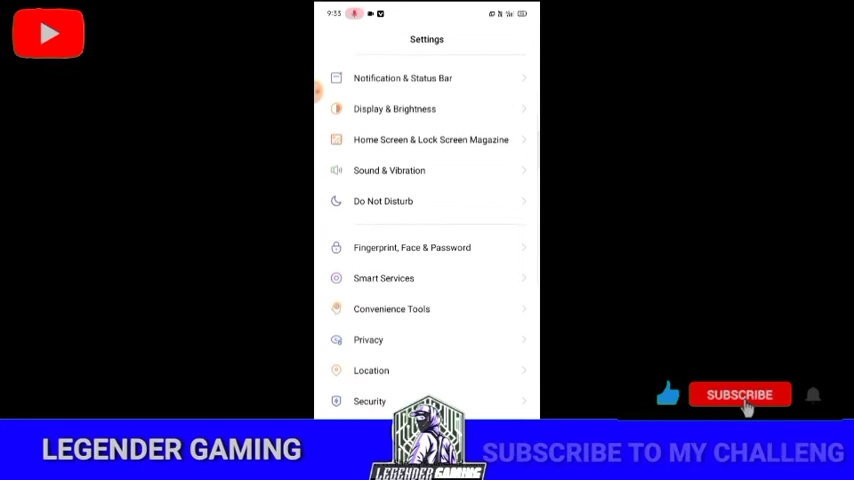 9:33
Settings
Notification & Status Bar
Display & Brightness
Home Screen & Lock Screen Magazine
Sound & Vibration
Do Not Disturb
Fingerprint, Face & Password
Smart Services
Convenience Tools
Privacy
Location
Security
SUBSCRIBE
LEGENDER GAMING
LEGENDER GAMING
SUBSCRIBE TO MY CHALLENG